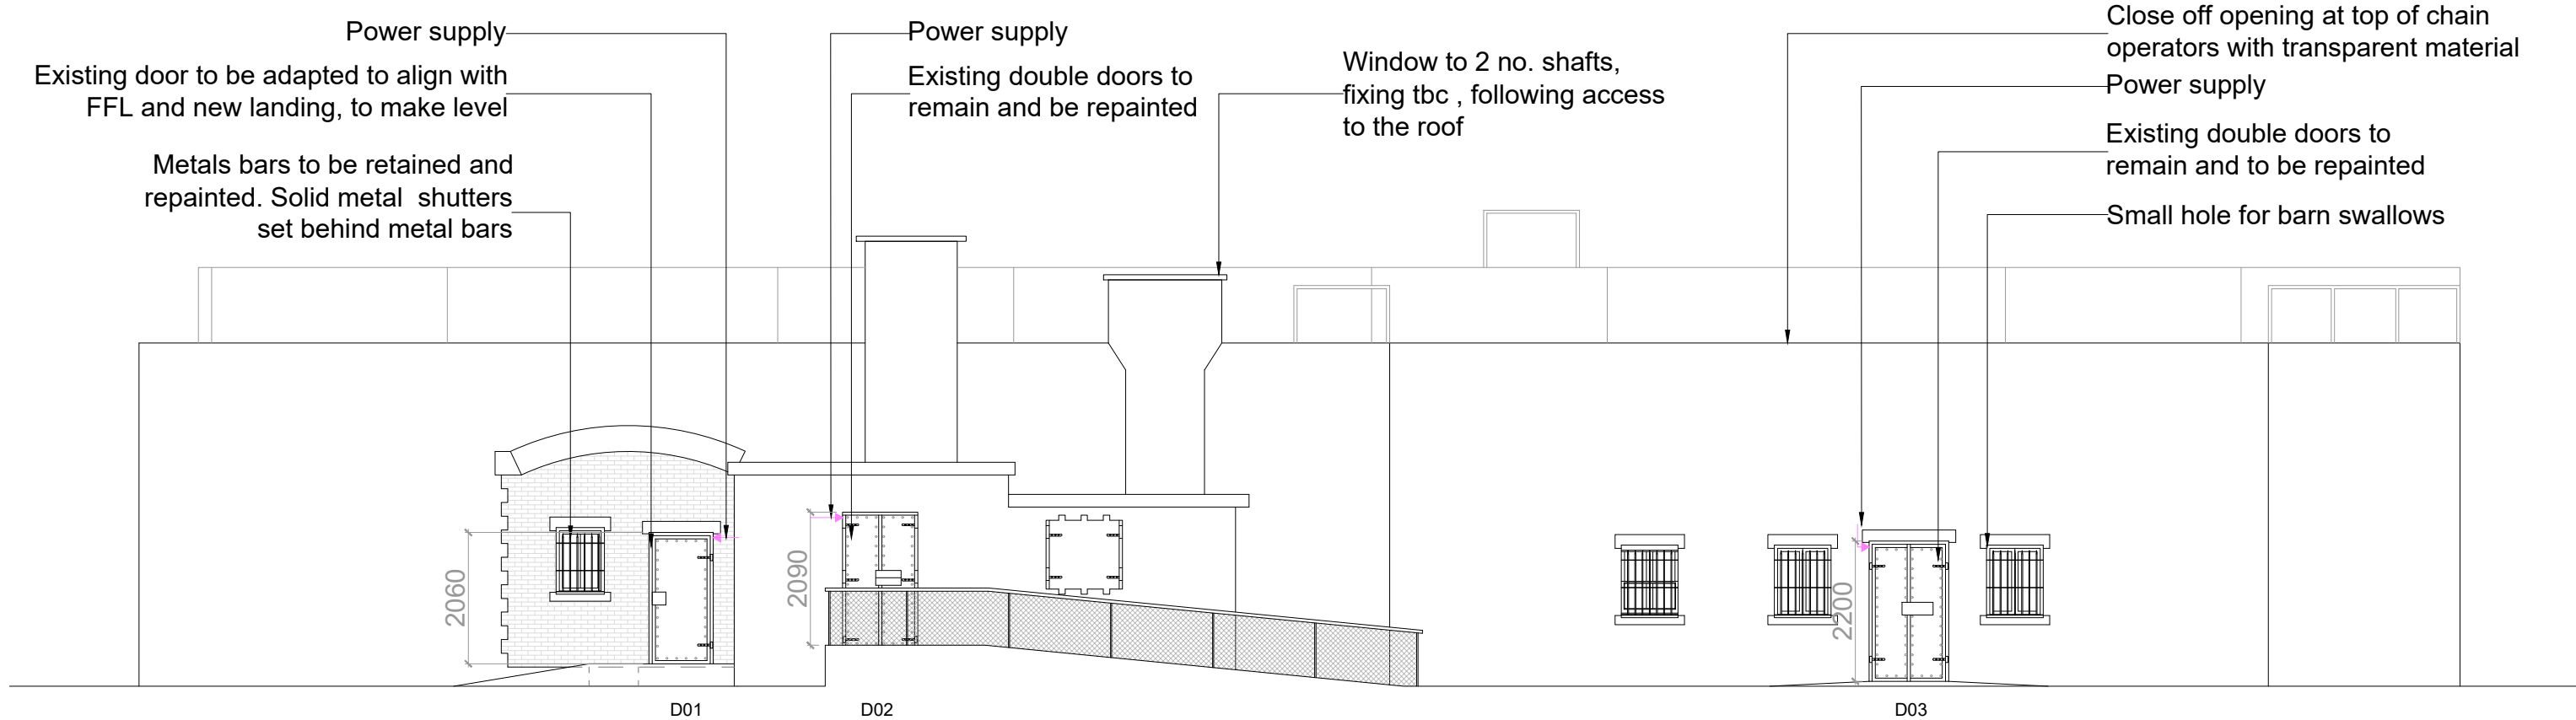 Power supply
Existing door to be adapted to align with
FFL and new landing, to make level
Metals bars to be retained and
repainted. Solid metal shutters
set behind metal bars
Power supply
Existing double doors to
remain and be repainted
Window to 2 no. shafts,
fixing tbc , following access
to the roof
Close off opening at top of chain
operators with transparent material
Power supply
Existing double doors to
remain and to be repainted
Small hole for barn swallows
2060
2090
2200
D01
D02
D03